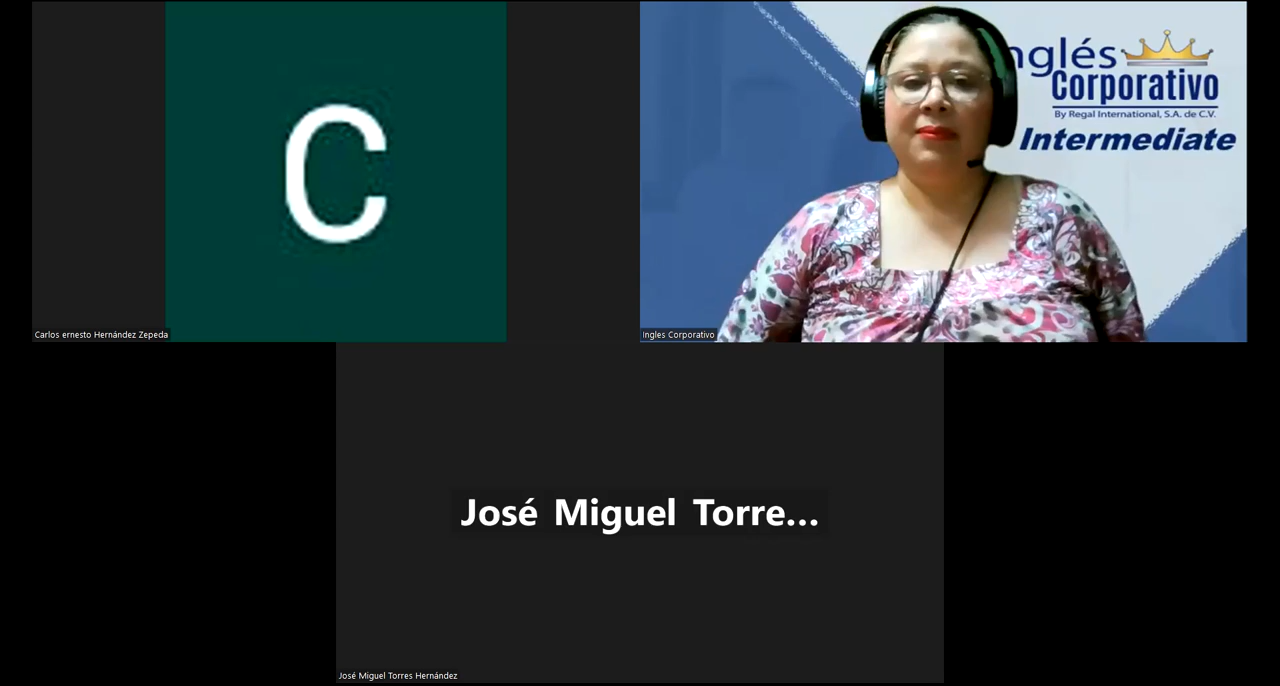 C
Carlos ernesto Hernández Zepeda
nglés
Corporativo
By Regal International, S.A. de C.V.
Intermediate
Ingles Corporativo
José Miguel Torre...
José Miguel Torres Hernández